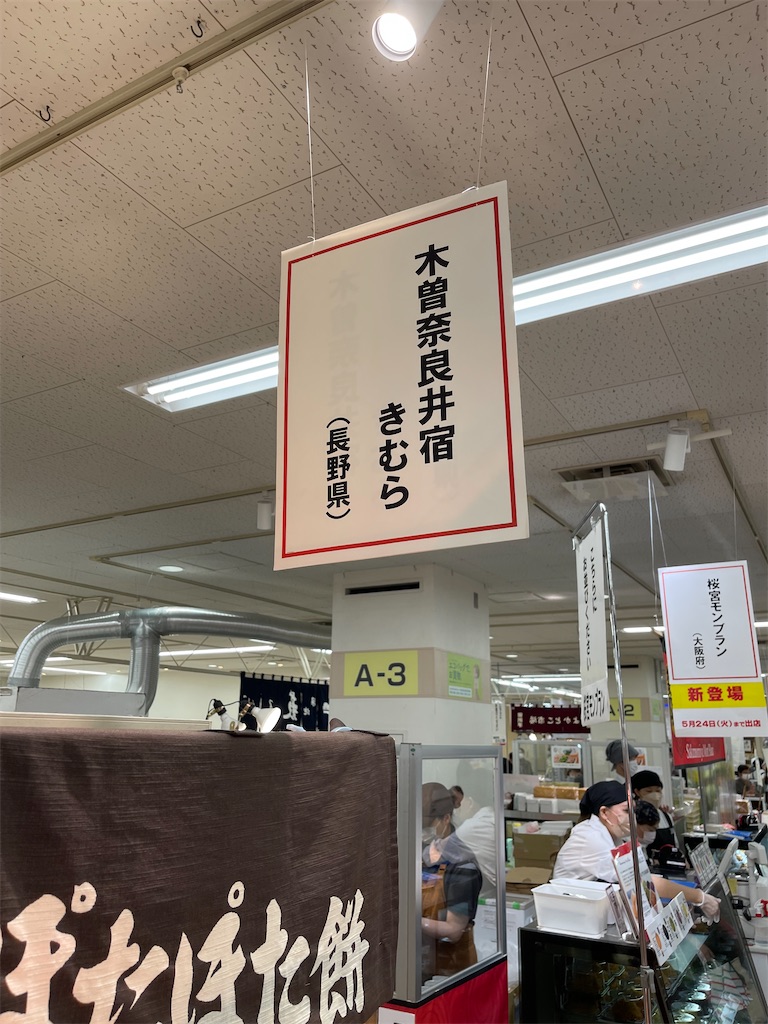 木曽奈良井宿
きむら
（長野県）
A-3
桜宮モンブラン
（大阪府）
新登場
5月24日(火)まで出店
ぽたぽた餅